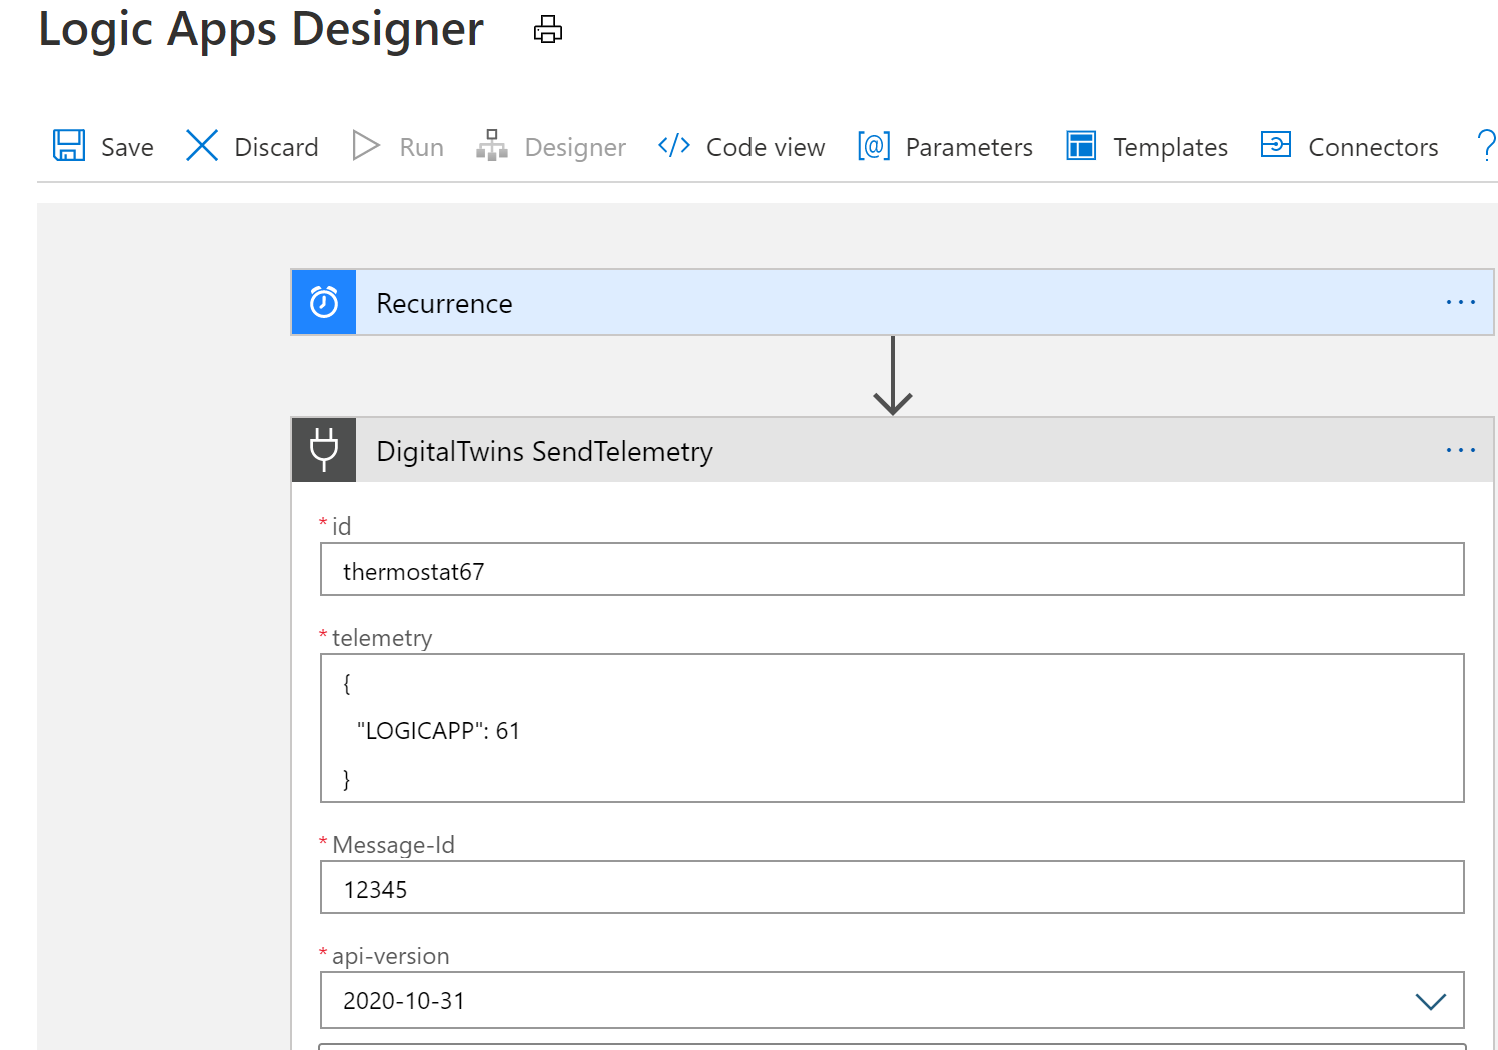 Logic Apps Designer
Save Discard Run Designer </> Code view [@] Parameters Templates Connectors ?
Recurrence ...
DigitalTwins SendTelemetry ...
* id
thermostat67
* telemetry
{
"LOGICAPP": 61
}
* Message-Id
12345
* api-version
2020-10-31